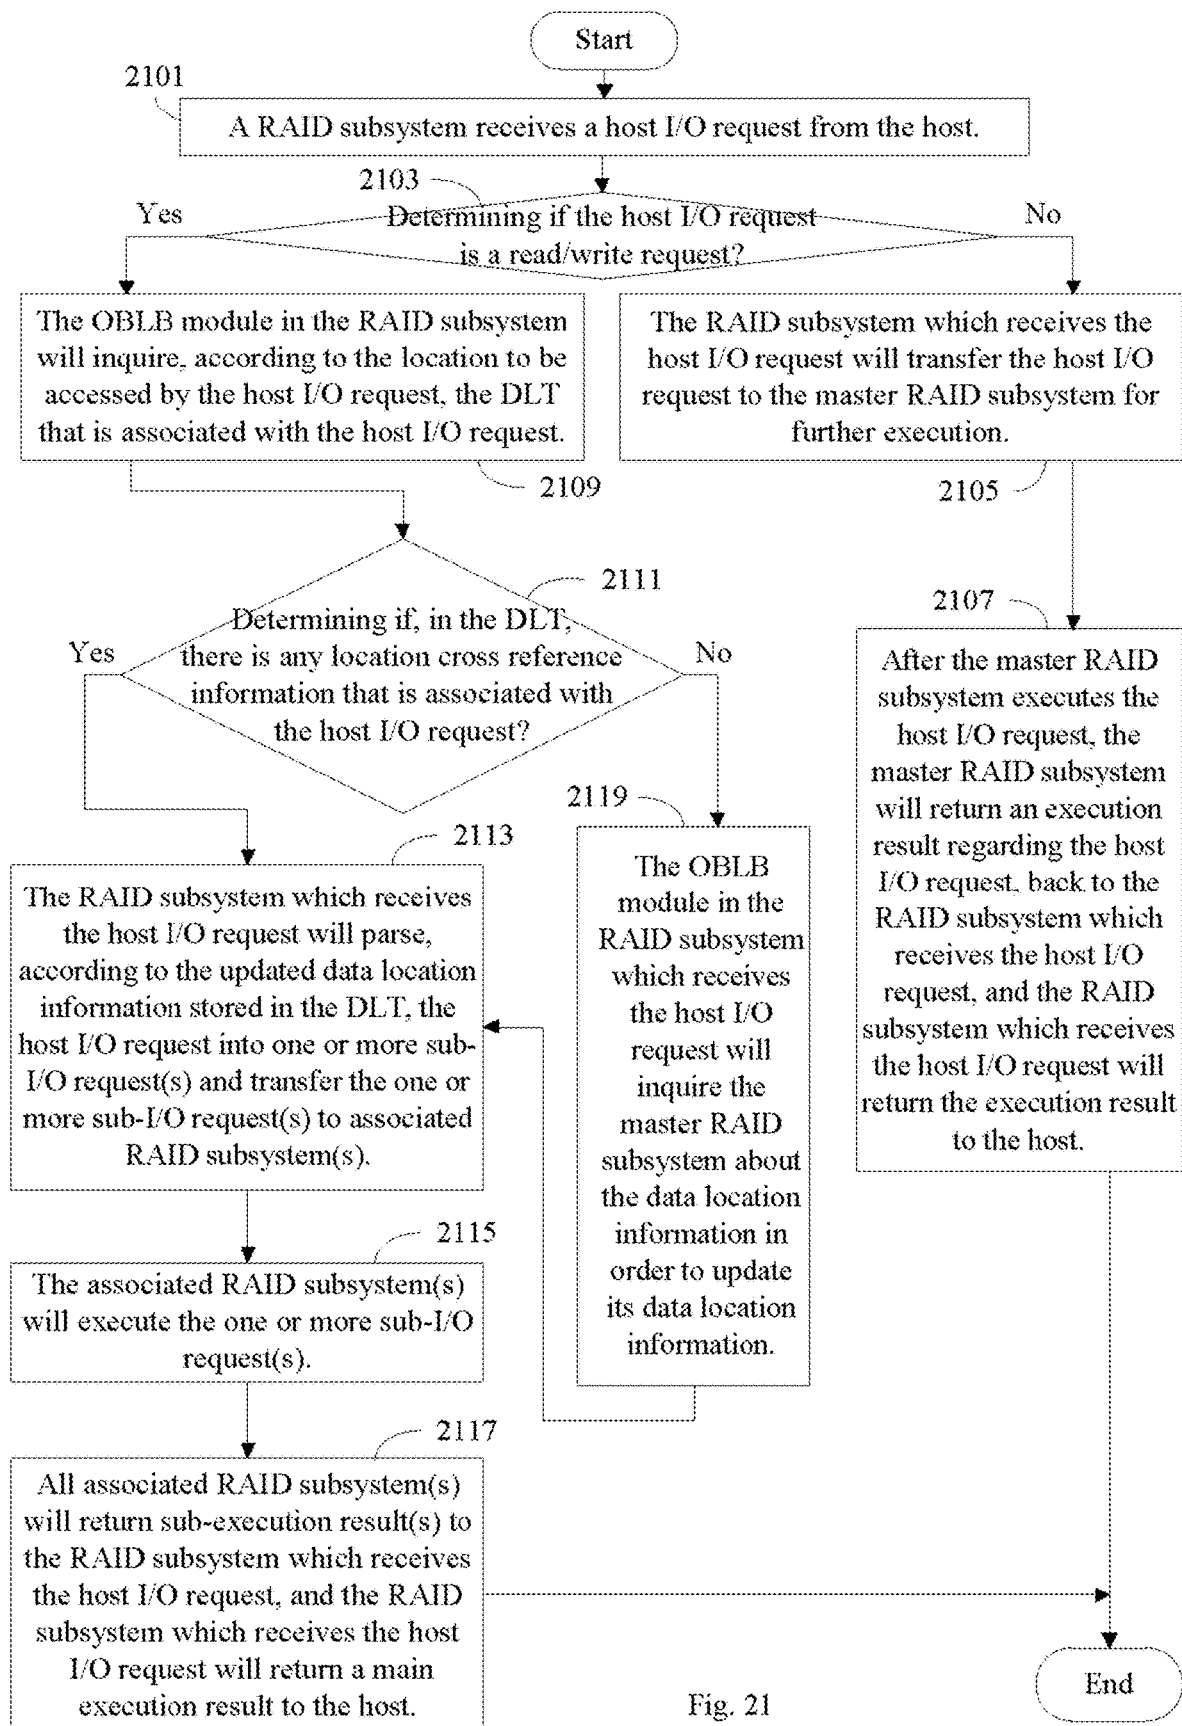 Start
2101
A RAID subsystem receives a host I/O request from the host.
2103
Yes
Determining if the host I/O request
is a read/write request?
No
The OBLB module in the RAID subsystem
will inquire, according to the location to be
accessed by the host I/O request, the DLT
that is associated with the host I/O request.
2109
The RAID subsystem which receives the
host I/O request will transfer the host I/O
request to the master RAID subsystem for
further execution.
2105
2111
Determining if, in the DLT,
there is any location cross reference
information that is associated with
the host I/O request?
Yes
No
2107
After the master RAID
subsystem executes the
host I/O request, the
master RAID subsystem
will return an execution
result regarding the host
I/O request, back to the
RAID subsystem which
receives the host I/O
request, and the RAID
subsystem which receives
the host I/O request will
return the execution result
to the host.
2113
The RAID subsystem which receives
the host I/O request will parse,
according to the updated data location
information stored in the DLT, the
host I/O request into one or more sub-
I/O request(s) and transfer the one or
more sub-I/O request(s) to associated
RAID subsystem(s).
2119
The OBLB
module in the
RAID subsystem
which receives
the host I/O
request will
inquire the
master RAID
subsystem about
the data location
information in
order to update
its data location
information.
2115
The associated RAID subsystem(s)
will execute the one or more sub-I/O
request(s).
2117
All associated RAID subsystem(s)
will return sub-execution result(s) to
the RAID subsystem which receives
the host I/O request, and the RAID
subsystem which receives the host
I/O request will return a main
execution result to the host.
End
Fig. 21